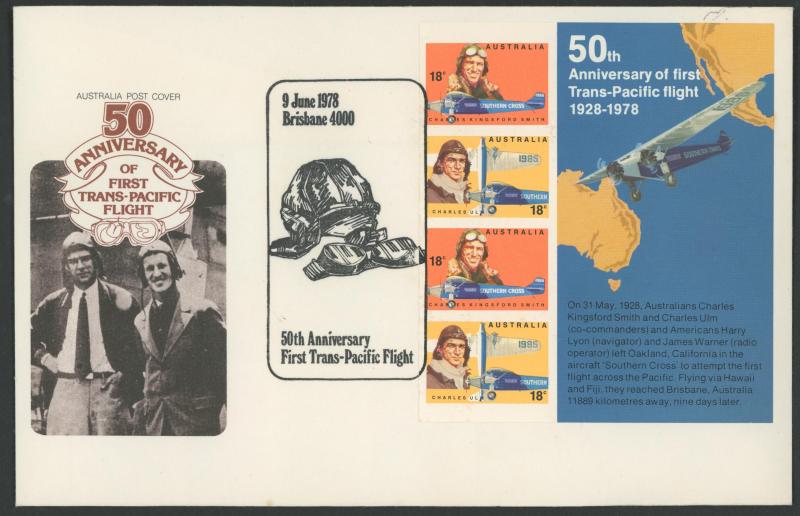 AUSTRALIA POST COVER
50
ANNIVERSARY
OF
FIRST
TRANS-PACIFIC
FLIGHT
9 June 1978
Brisbane 4000
50th Anniversary
First Trans-Pacific Flight
AUSTRALIA
18c
SOUTHERN CROSS
CHARLES KINGSFORD SMITH
1985
SOUTHERN
CHARLES ULM
18c
AUSTRALIA
18c
SOUTHERN CROSS
CHARLES KINGSFORD SMITH
AUSTRALIA
1985
SOUTHERN
CHARLES ULM
18c
50th
Anniversary of first
Trans-Pacific flight
1928-1978
SOUTHERN CROSS
On 31 May, 1928, Australians Charles
Kingsford Smith and Charles Ulm
(co-commanders) and Americans Harry
Lyon (navigator) and James Warner (radio
operator) left Oakland, California in the
aircraft 'Southern Cross' to attempt the first
flight across the Pacific. Flying via Hawaii
and Fiji, they reached Brisbane, Australia
11889 kilometres away, nine days later.